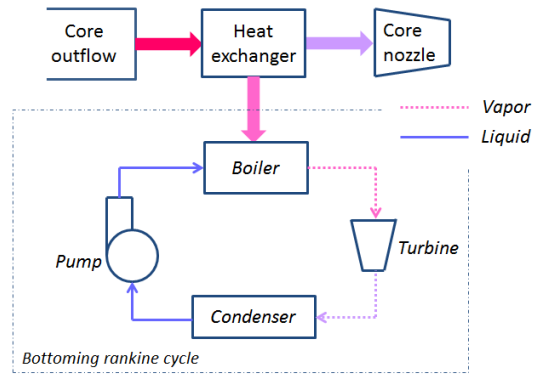 Core
outflow
Heat
exchanger
Core
nozzle
Vapor
Liquid
Boiler
Pump
Turbine
Condenser
Bottoming rankine cycle